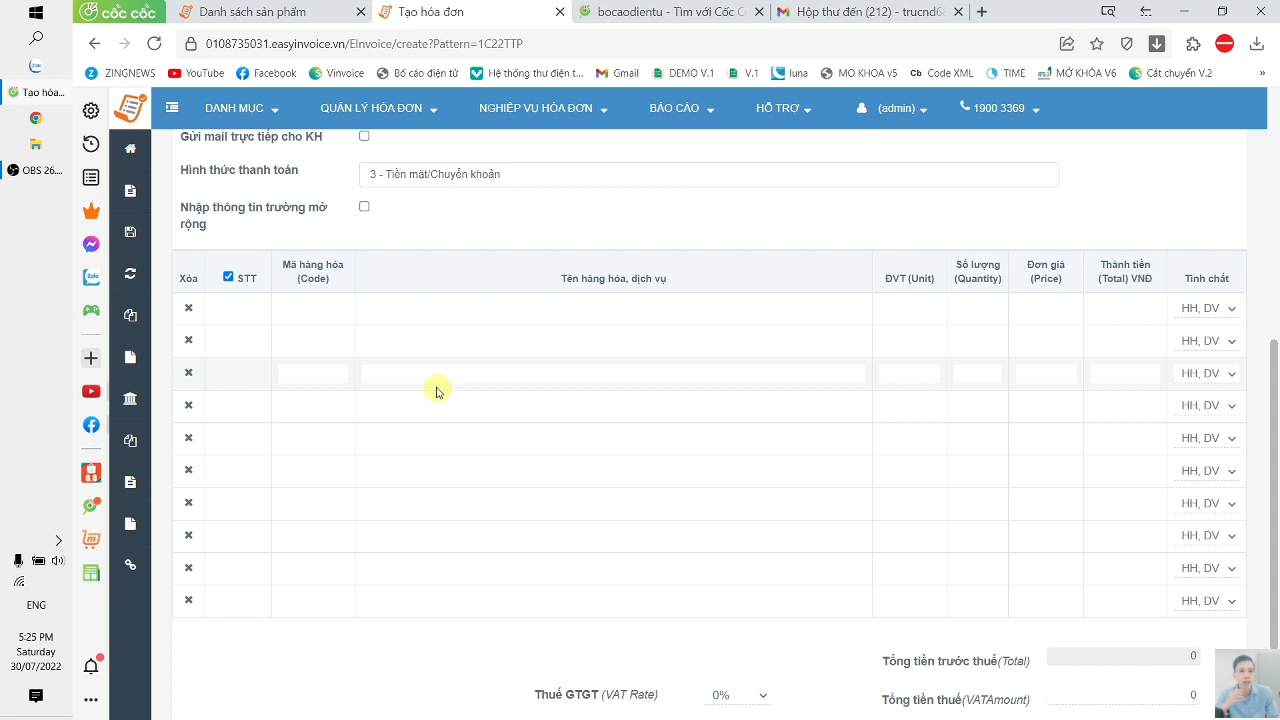 cốc cốc
Danh sách sản phẩm
Tạo hóa đơn
bocaodientu - Tìm với Cốc C
Hộp thư đến (212) - trucnd68
0108735031.easyinvoice.vn/EInvoice/create?Pattern=1C22TTP
ZINGNEWS
YouTube
Facebook
Vinvoice
Bố cáo điện tử
Hệ thống thư điện t...
Gmail
DEMO V.1
V.1
luna
MO KHOA v5
Cb Code XML
TIME
MỞ KHÓA V6
Cắt chuyển V.2
»
Tạo hóa...
OBS 26....
DANH MỤC
QUẢN LÝ HÓA ĐƠN
NGHIỆP VỤ HÓA ĐƠN
BÁO CÁO
HỖ TRỢ
(admin)
1900 3369
Gửi mail trực tiếp cho KH
Hình thức thanh toán
3 - Tiền mặt/Chuyển khoản
Nhập thông tin trường mở
rộng
Xóa
STT
Mã hàng hóa
(Code)
Tên hàng hóa, dịch vụ
ĐVT (Unit)
Số lượng
(Quantity)
Đơn giá
(Price)
Thành tiền
(Total) VNĐ
Tính chất
HH, DV
HH, DV
HH, DV
HH, DV
HH, DV
HH, DV
HH, DV
HH, DV
HH, DV
HH, DV
Tổng tiền trước thuế(Total)
0
Thuế GTGT (VAT Rate)
0%
Tổng tiền thuế(VATAmount)
0
Zalo
8.8
ENG
5:25 PM
Saturday
30/07/2022